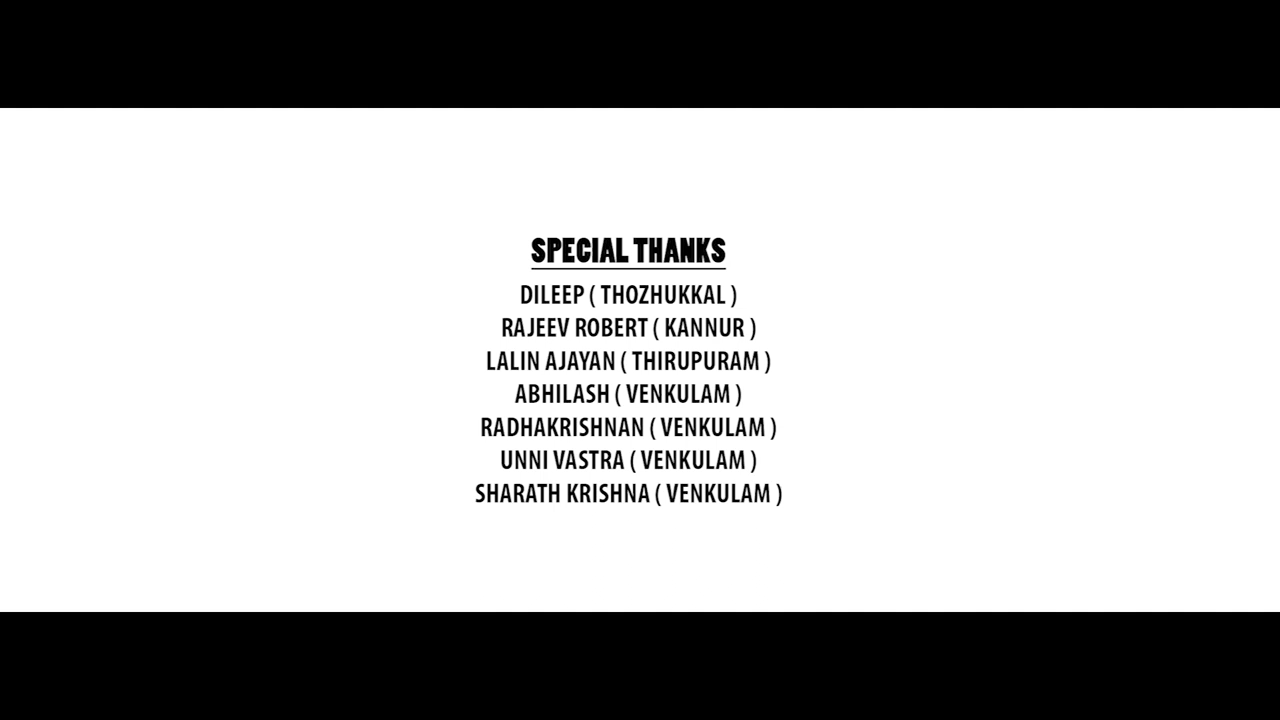 SPECIAL THANKS
DILEEP ( THOZHUKKAL )
RAJEEV ROBERT ( KANNUR )
LALIN AJAYAN ( THIRUPURAM )
ABHILASH ( VENKULAM )
RADHAKRISHNAN ( VENKULAM )
UNNI VASTRA ( VENKULAM )
SHARATH KRISHNA ( VENKULAM )